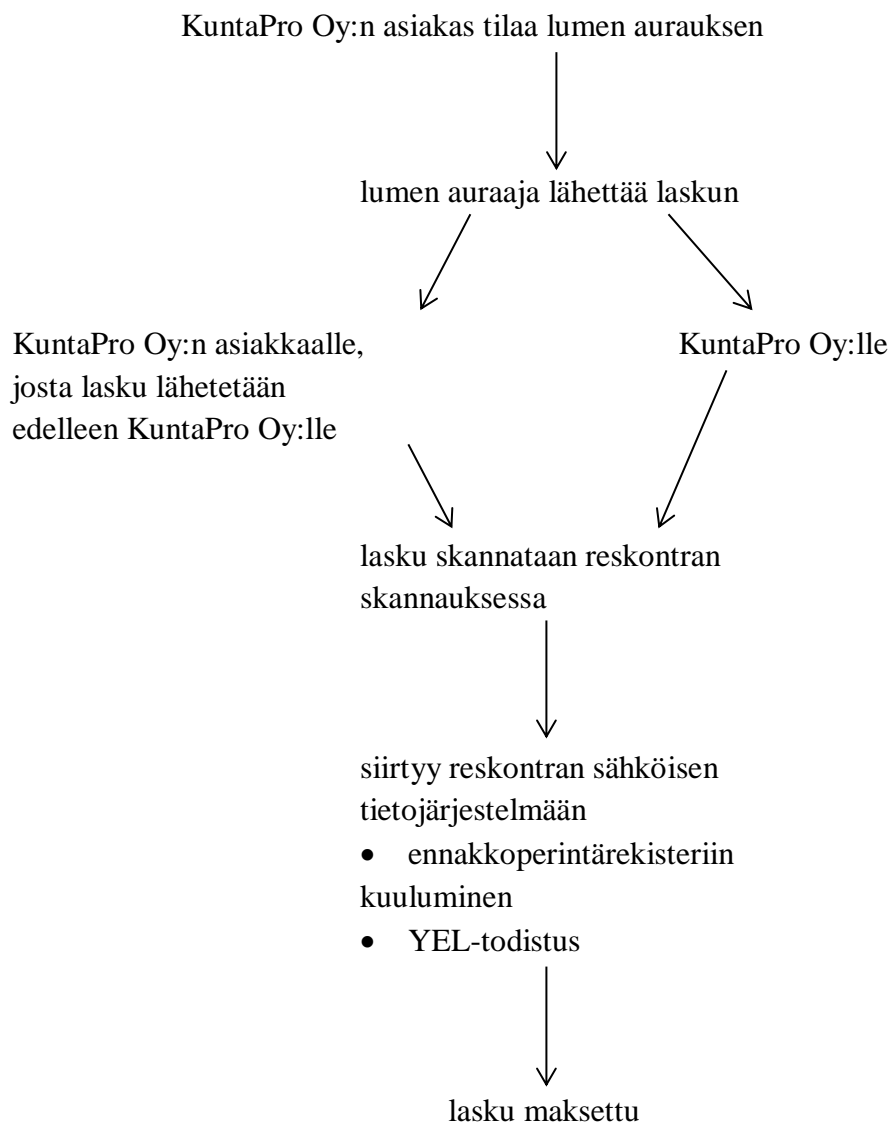 KuntaPro Oy:n asiakas tilaa lumen aurauksen
lumen auraaja lähettää laskun
KuntaPro Oy:n asiakkaalle,
josta lasku lähetetään
edelleen KuntaPro Oy:lle
KuntaPro Oy:lle
lasku skannataan reskontran
skannauksessa
siirtyy reskontran sähköisen
tietojärjestelmään
• ennakkoperintärekisteriin
kuuluminen
• YEL-todistus
lasku maksettu